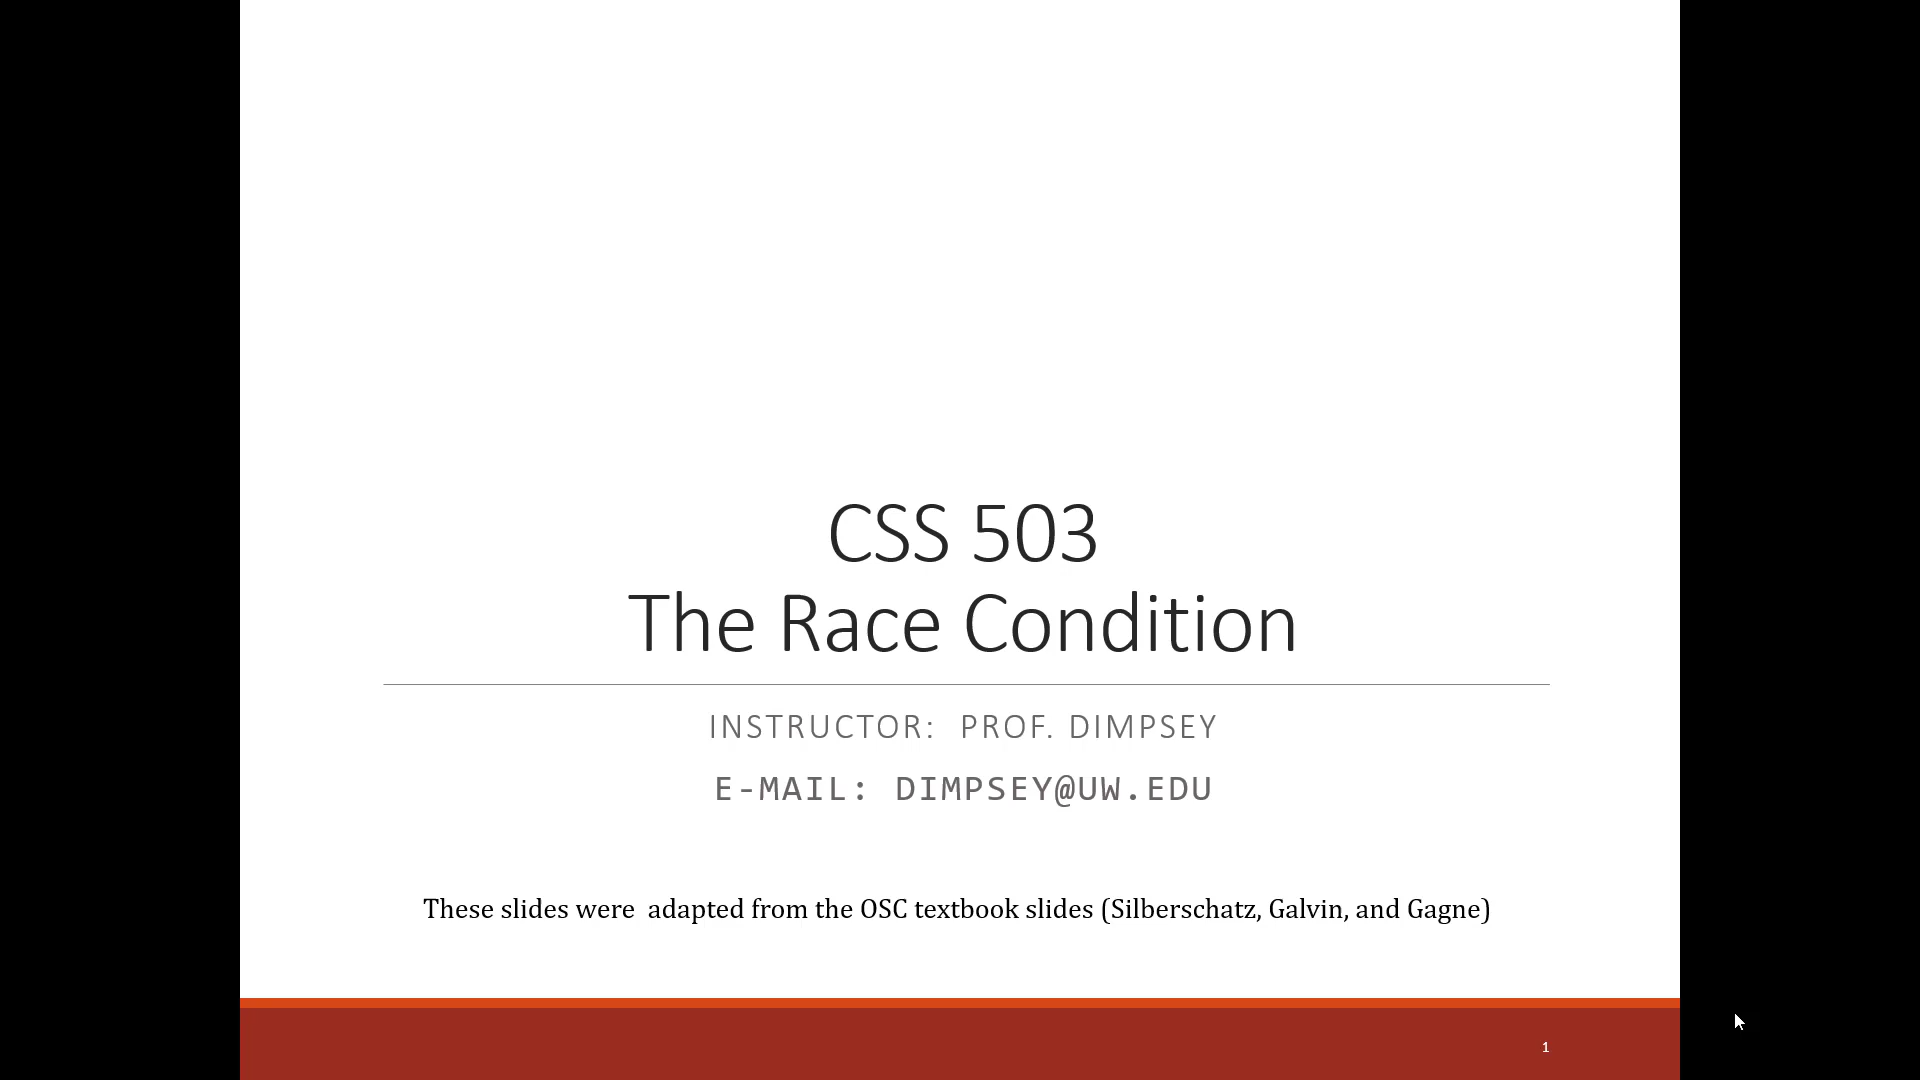 CSS 503
The Race Condition
INSTRUCTOR: PROF. DIMPSEY
E-MAIL: DIMPSEY@UW.EDU
These slides were adapted from the OSC textbook slides (Silberschatz, Galvin, and Gagne)
1